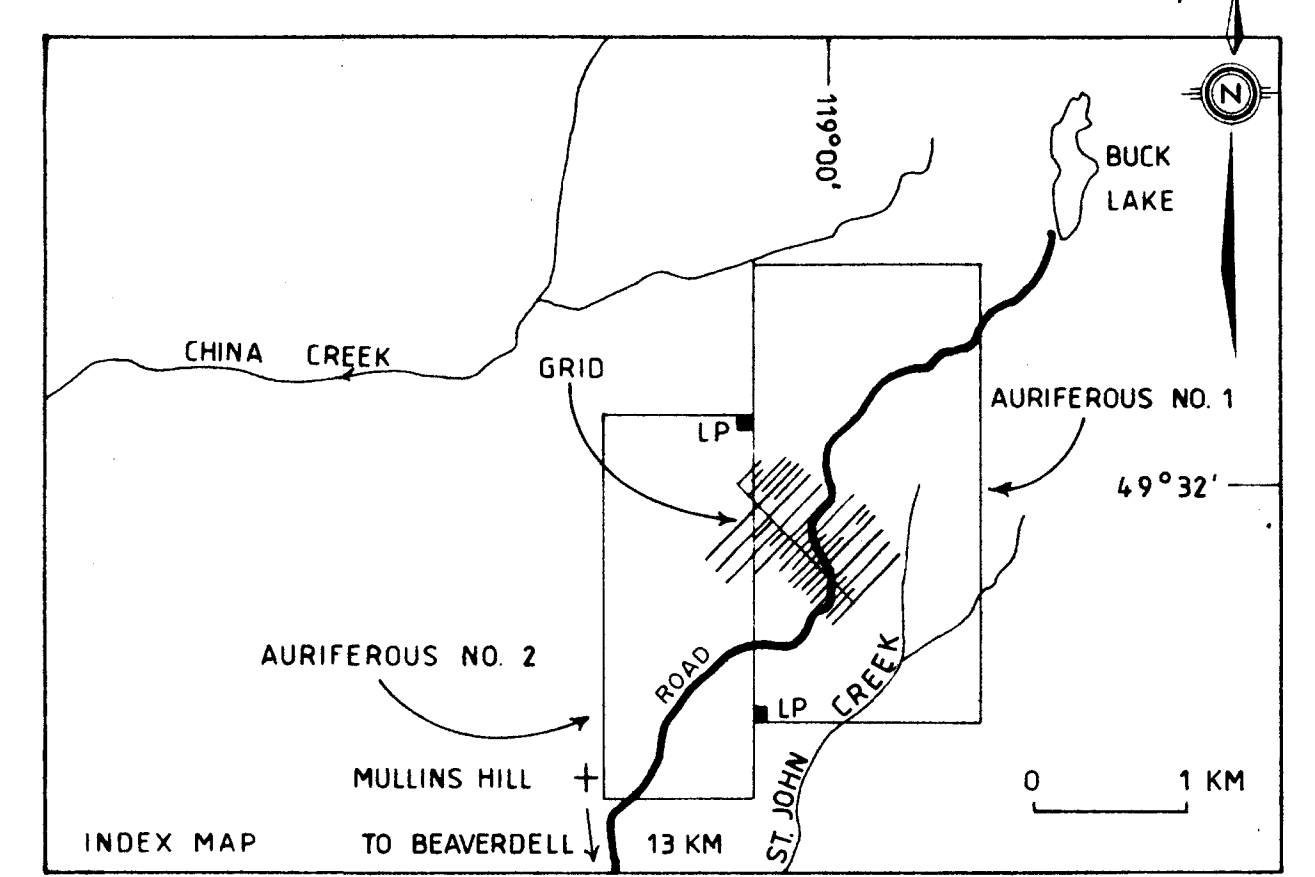 N
119°00'
BUCK
LAKE
CHINA CREEK
GRID
AURIFEROUS NO. 1
LP
49°32'
AURIFEROUS NO. 2
ROAD
LP
ST. JOHN CREEK
MULLINS HILL
0 1 KM
INDEX MAP
TO BEAVERDELL 13 KM